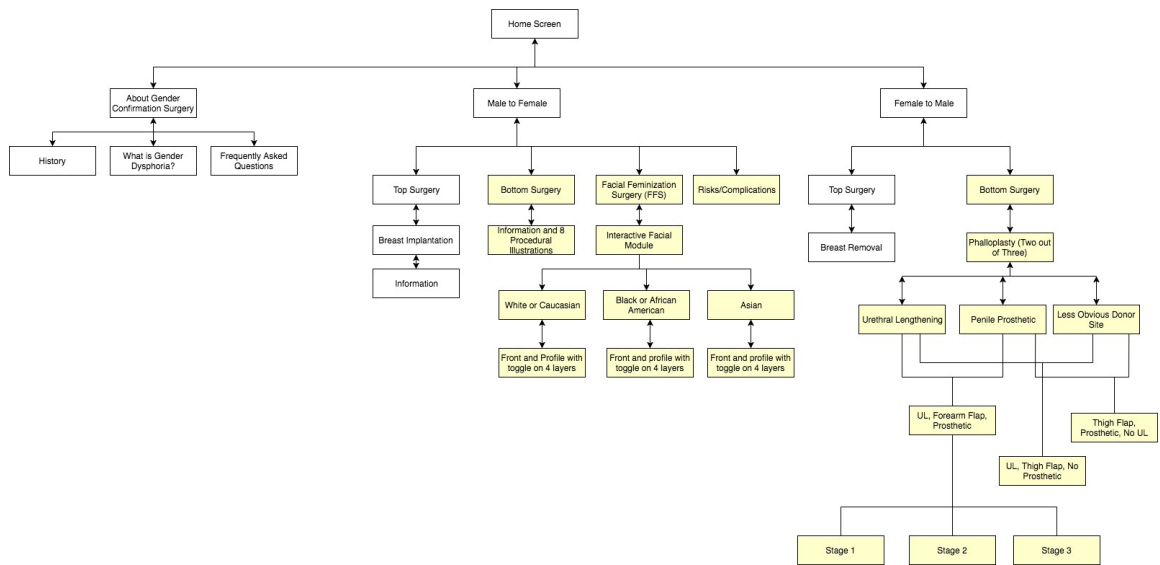 Home Screen
About Gender
Confirmation Surgery
Male to Female
Female to Male
History
What is Gender
Dysphoria?
Frequently Asked
Questions
Top Surgery
Bottom Surgery
Facial Feminization
Surgery (FFS)
Risks/Complications
Top Surgery
Bottom Surgery
Breast Implantation
Information and 8
Procedural
Illustrations
Interactive Facial
Module
Breast Removal
Phalloplasty (Two out
of Three)
Information
White or Caucasian
Black or African
American
Asian
Urethral Lengthening
Penile Prosthetic
Less Obvious Donor
Site
Front and Profile with
toggle on 4 layers
Front and profile with
toggle on 4 layers
Front and profile with
toggle on 4 layers
UL, Forearm Flap,
Prosthetic
Thigh Flap,
Prosthetic, No UL
UL, Thigh Flap, No
Prosthetic
Stage 1
Stage 2
Stage 3